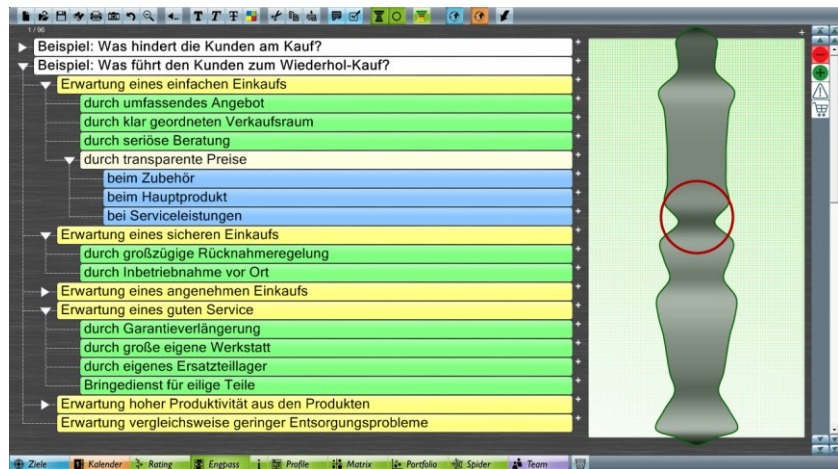 1 / 96
Beispiel: Was hindert die Kunden am Kauf?
Beispiel: Was führt den Kunden zum Wiederhol-Kauf?
Erwartung eines einfachen Einkaufs
durch umfassendes Angebot
durch klar geordneten Verkaufsraum
durch seriöse Beratung
durch transparente Preise
beim Zubehör
beim Hauptprodukt
bei Serviceleistungen
Erwartung eines sicheren Einkaufs
durch großzügige Rücknahmeregelung
durch Inbetriebnahme vor Ort
Erwartung eines angenehmen Einkaufs
Erwartung eines guten Service
durch Garantieverlängerung
durch große eigene Werkstatt
durch eigenes Ersatzteillager
Bringedienst für eilige Teile
Erwartung hoher Produktivität aus den Produkten
Erwartung vergleichsweise geringer Entsorgungsprobleme
Ziele Kalender Rating Engpass i Profile Matrix Portfolio Spider Team